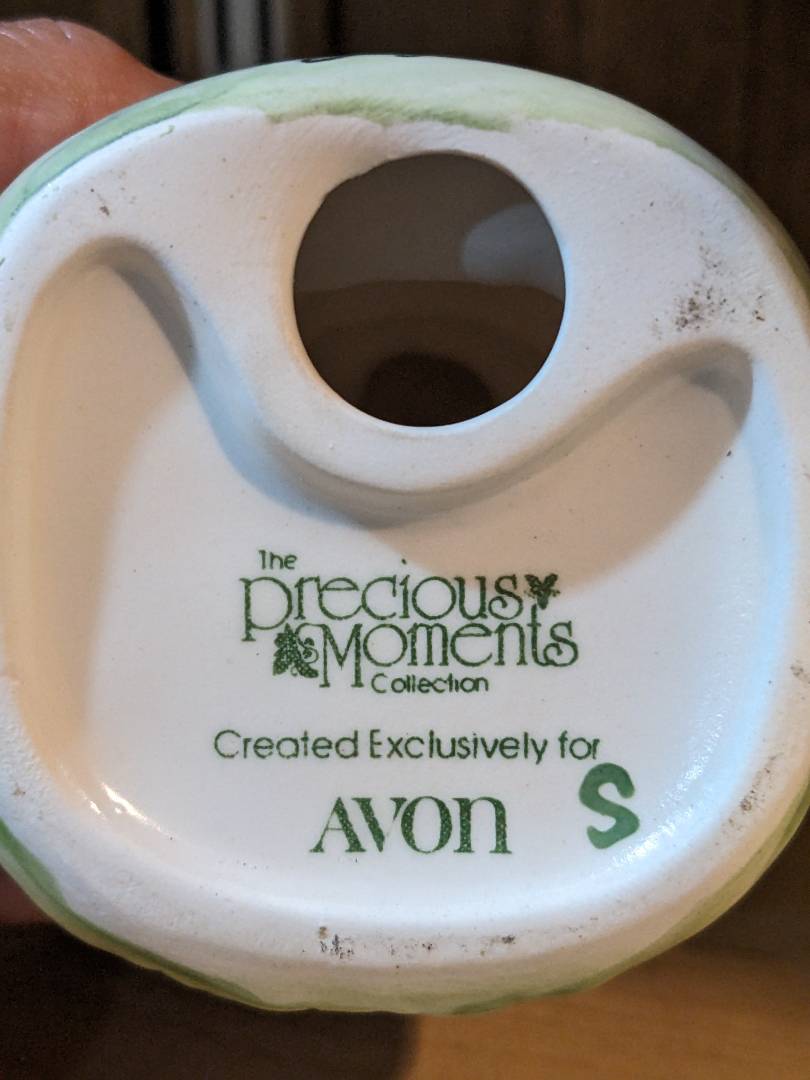 The
Precious
Moments
Collection
Created Exclusively for
AVON
S